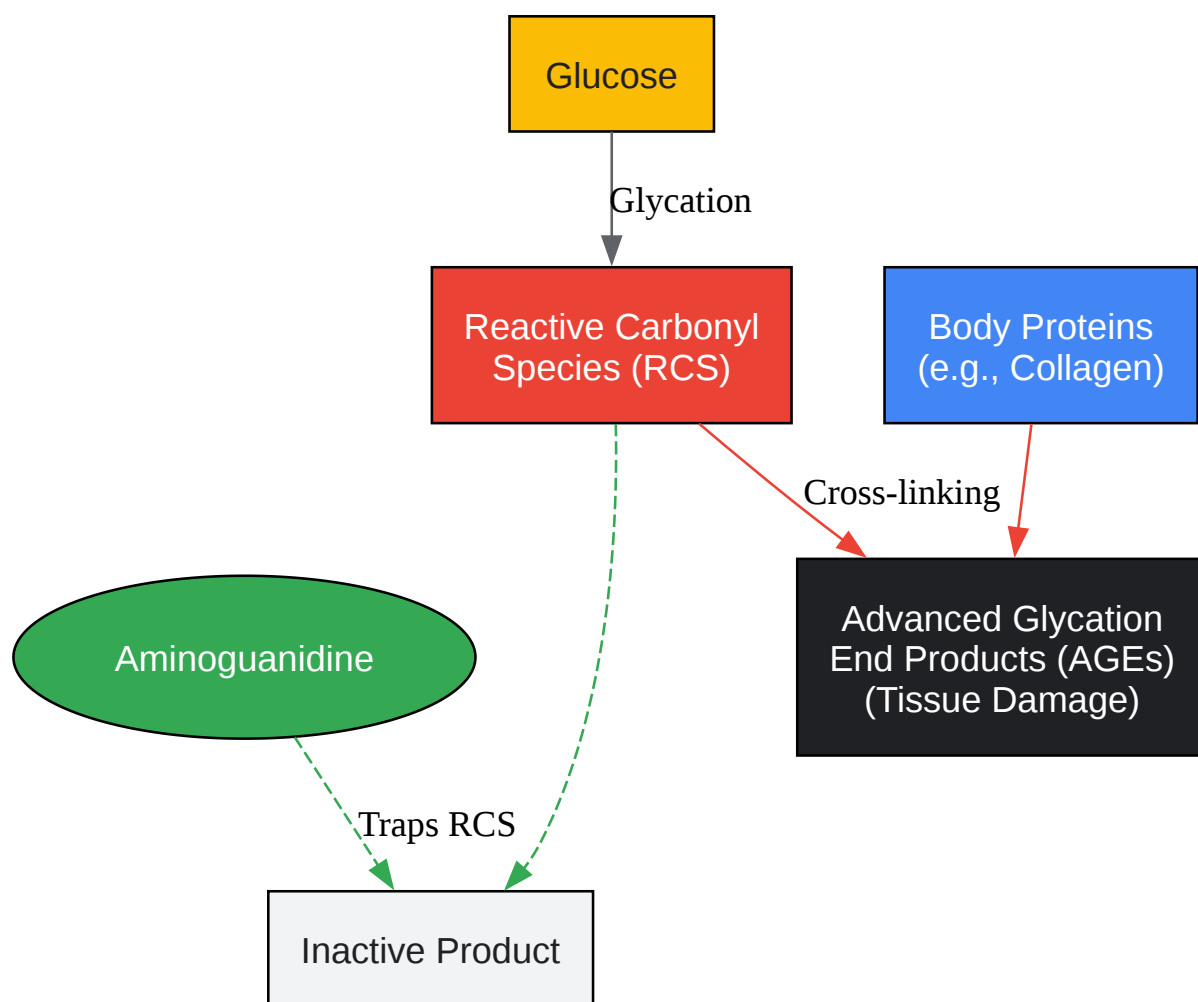 Glucose
Glycation
Reactive Carbonyl
Species (RCS)
Body Proteins
(e.g., Collagen)
Cross-linking
Advanced Glycation
End Products (AGEs)
(Tissue Damage)
Aminoguanidine
Traps RCS
Inactive Product